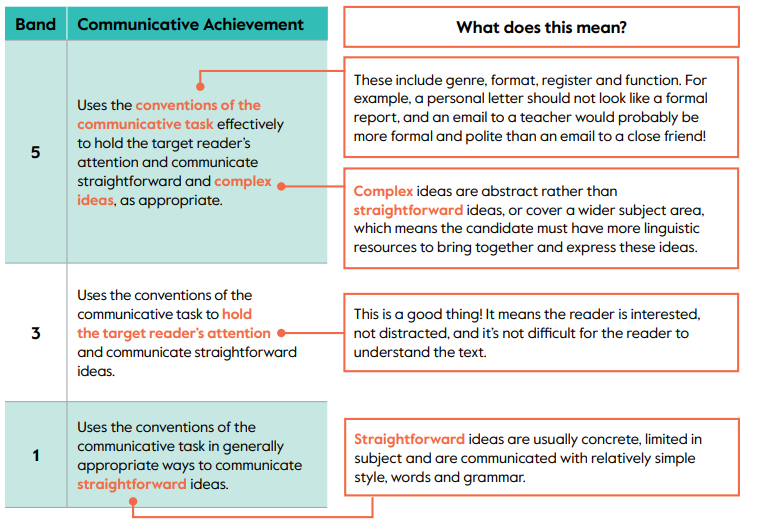 Band Communicative Achievement
What does this mean?
5
Uses the conventions of the
communicative task effectively
to hold the target reader's
attention and communicate
straightforward and complex
ideas, as appropriate.
These include genre, format, register and function. For
example, a personal letter should not look like a formal
report, and an email to a teacher would probably be
more formal and polite than an email to a close friend!
Complex ideas are abstract rather than
straightforward ideas, or cover a wider subject area,
which means the candidate must have more linguistic
resources to bring together and express these ideas.
3
Uses the conventions of the
communicative task to hold
the target reader's attention
and communicate straightforward
ideas.
This is a good thing! It means the reader is interested,
not distracted, and it's not difficult for the reader to
understand the text.
1
Uses the conventions of the
communicative task in generally
appropriate ways to communicate
straightforward ideas.
Straightforward ideas are usually concrete, limited in
subject and are communicated with relatively simple
style, words and grammar.